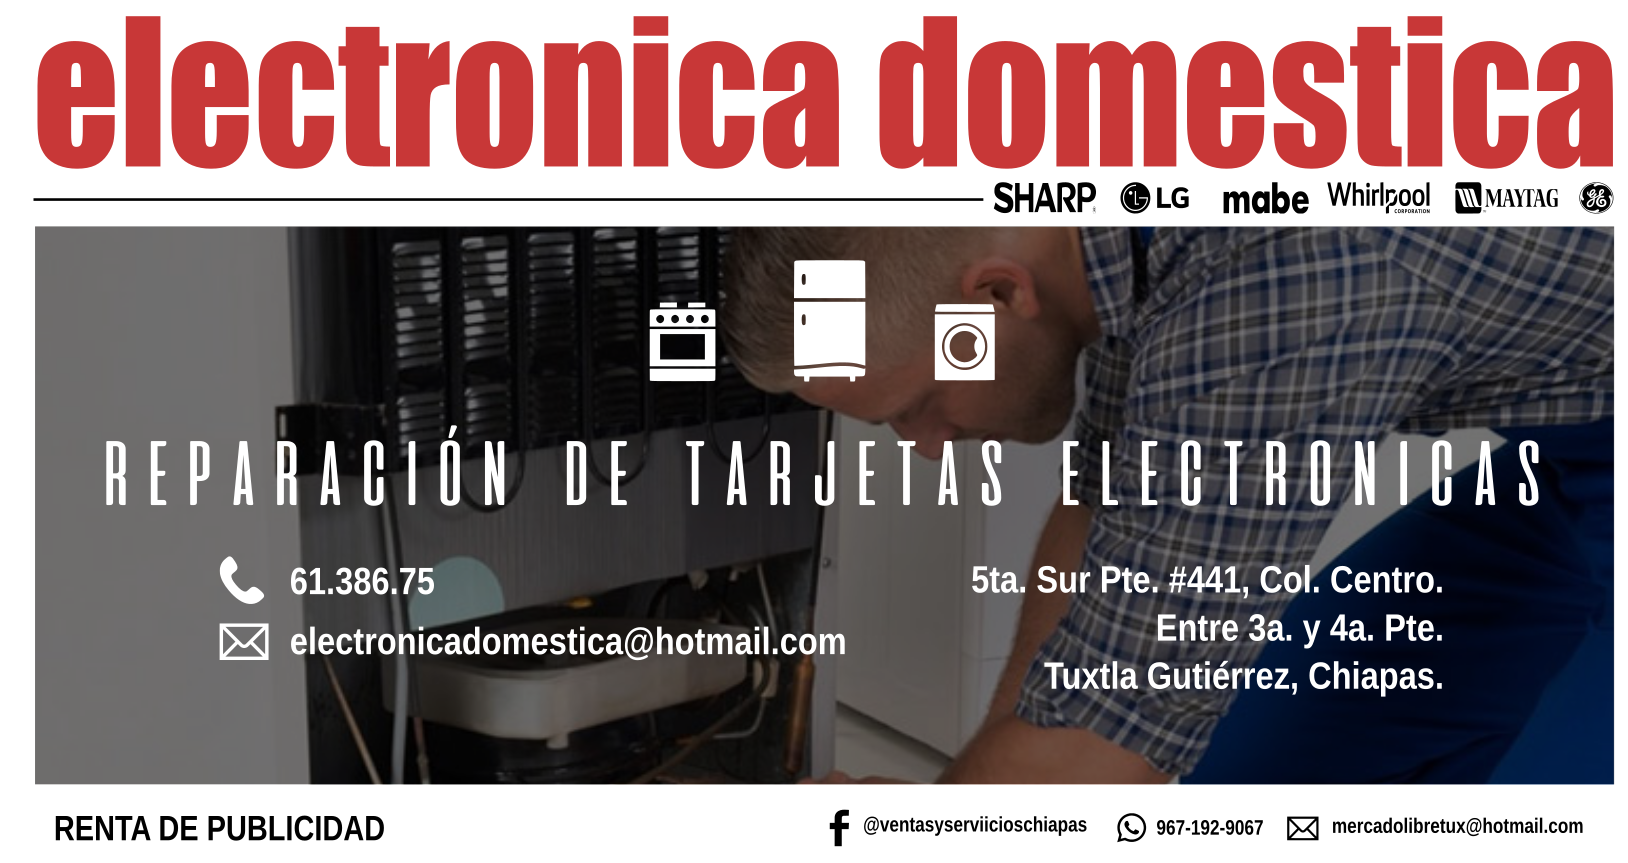 electronica domestica
SHARP LG mabe Whirlpool CORPORATION MAYTAG GE
REPARACIÓN DE TARJETAS ELECTRONICAS
61.386.75
electronicadomestica@hotmail.com
5ta. Sur Pte. #441, Col. Centro.
Entre 3a. y 4a. Pte.
Tuxtla Gutiérrez, Chiapas.
RENTA DE PUBLICIDAD
@ventasyserviicioschiapas 967-192-9067 mercadolibretux@hotmail.com